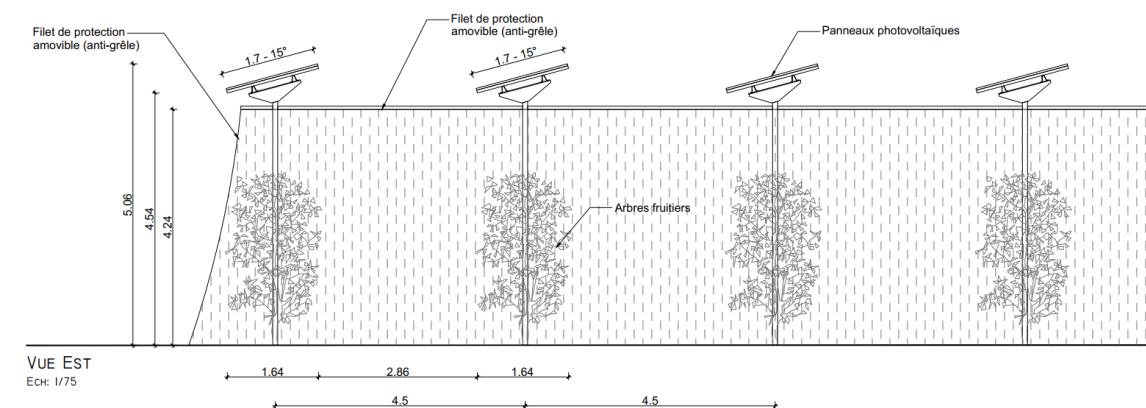 Filet de protection
amovible (anti-grêle)
Filet de protection
amovible (anti-grêle)
Panneaux photovoltaïques
1.7 - 15°
1.7 - 15°
5.06
4.54
4.24
Arbres fruitiers
VUE EST
ECH: 1/75
1.64
2.86
1.64
4.5
4.5